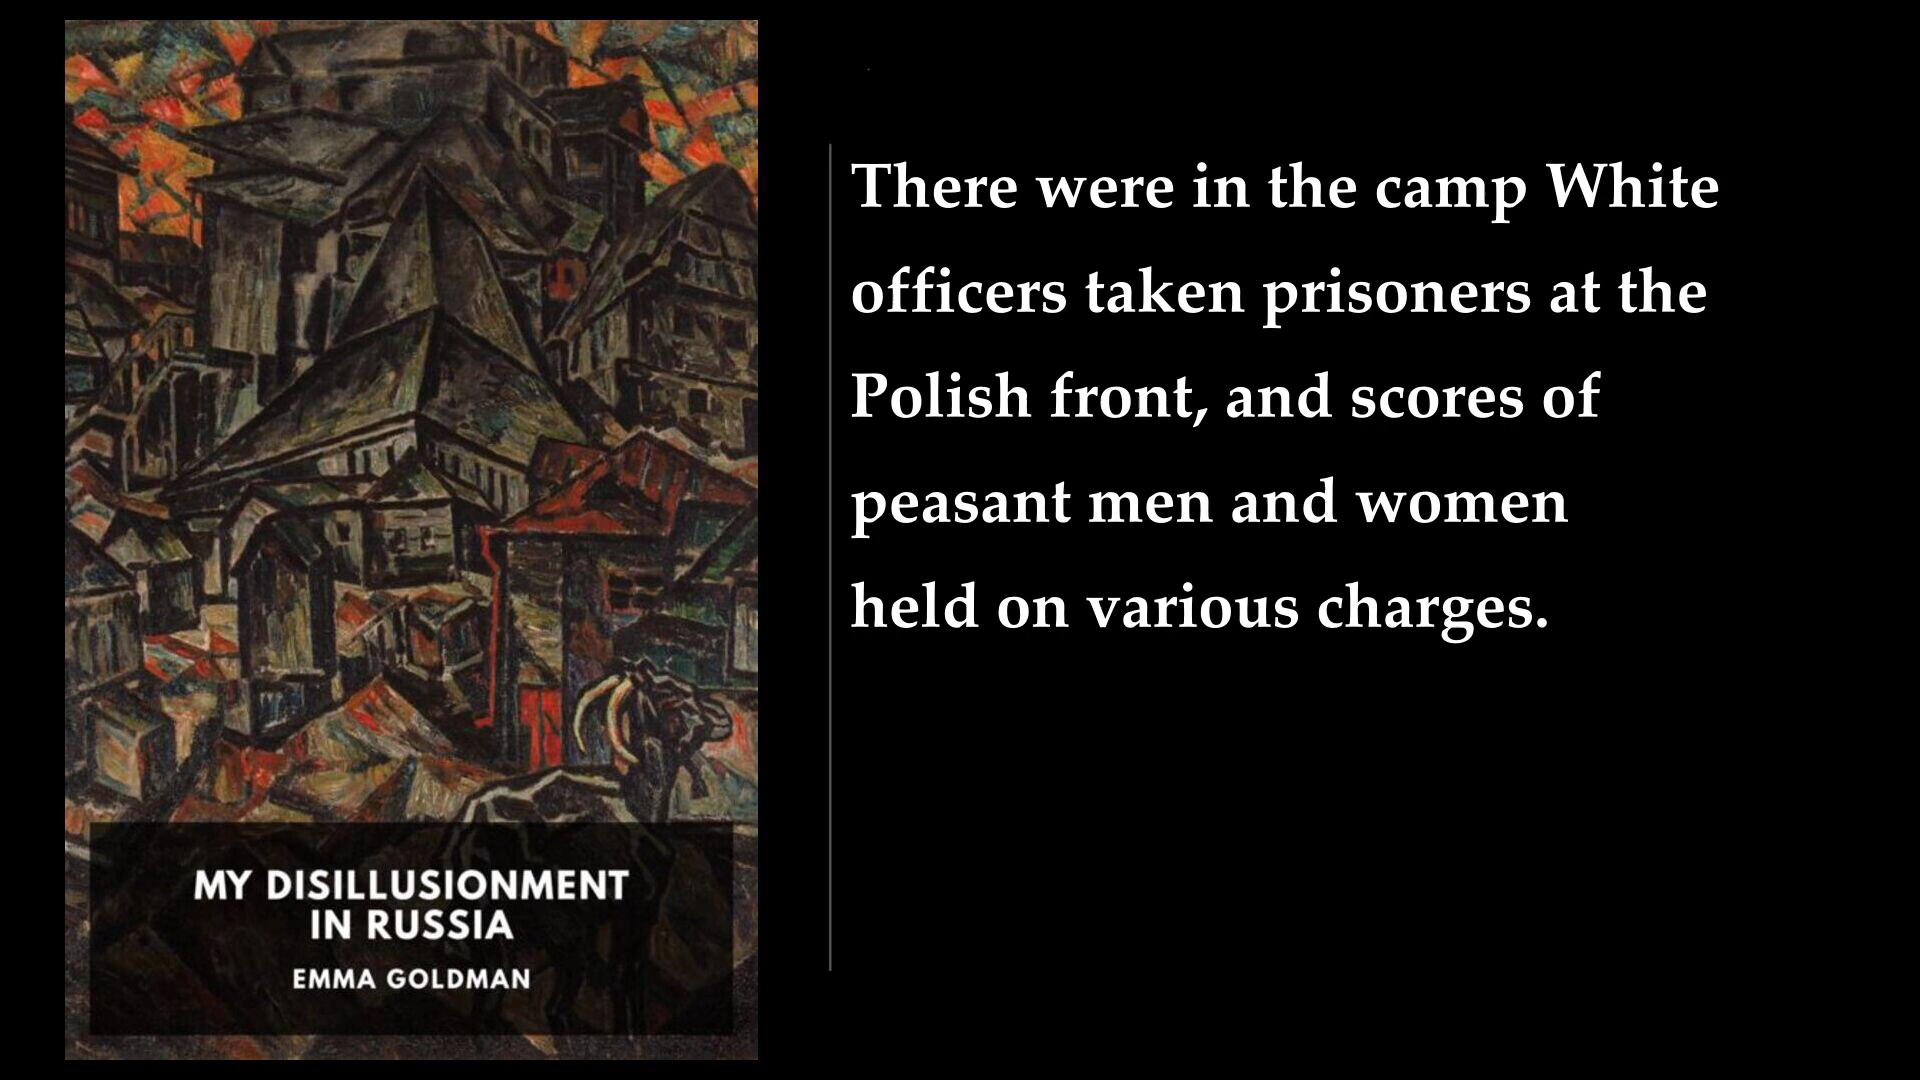 There were in the camp White
officers taken prisoners at the
Polish front, and scores of
peasant men and women
held on various charges.
MY DISILLUSIONMENT
IN RUSSIA
EMMA GOLDMAN